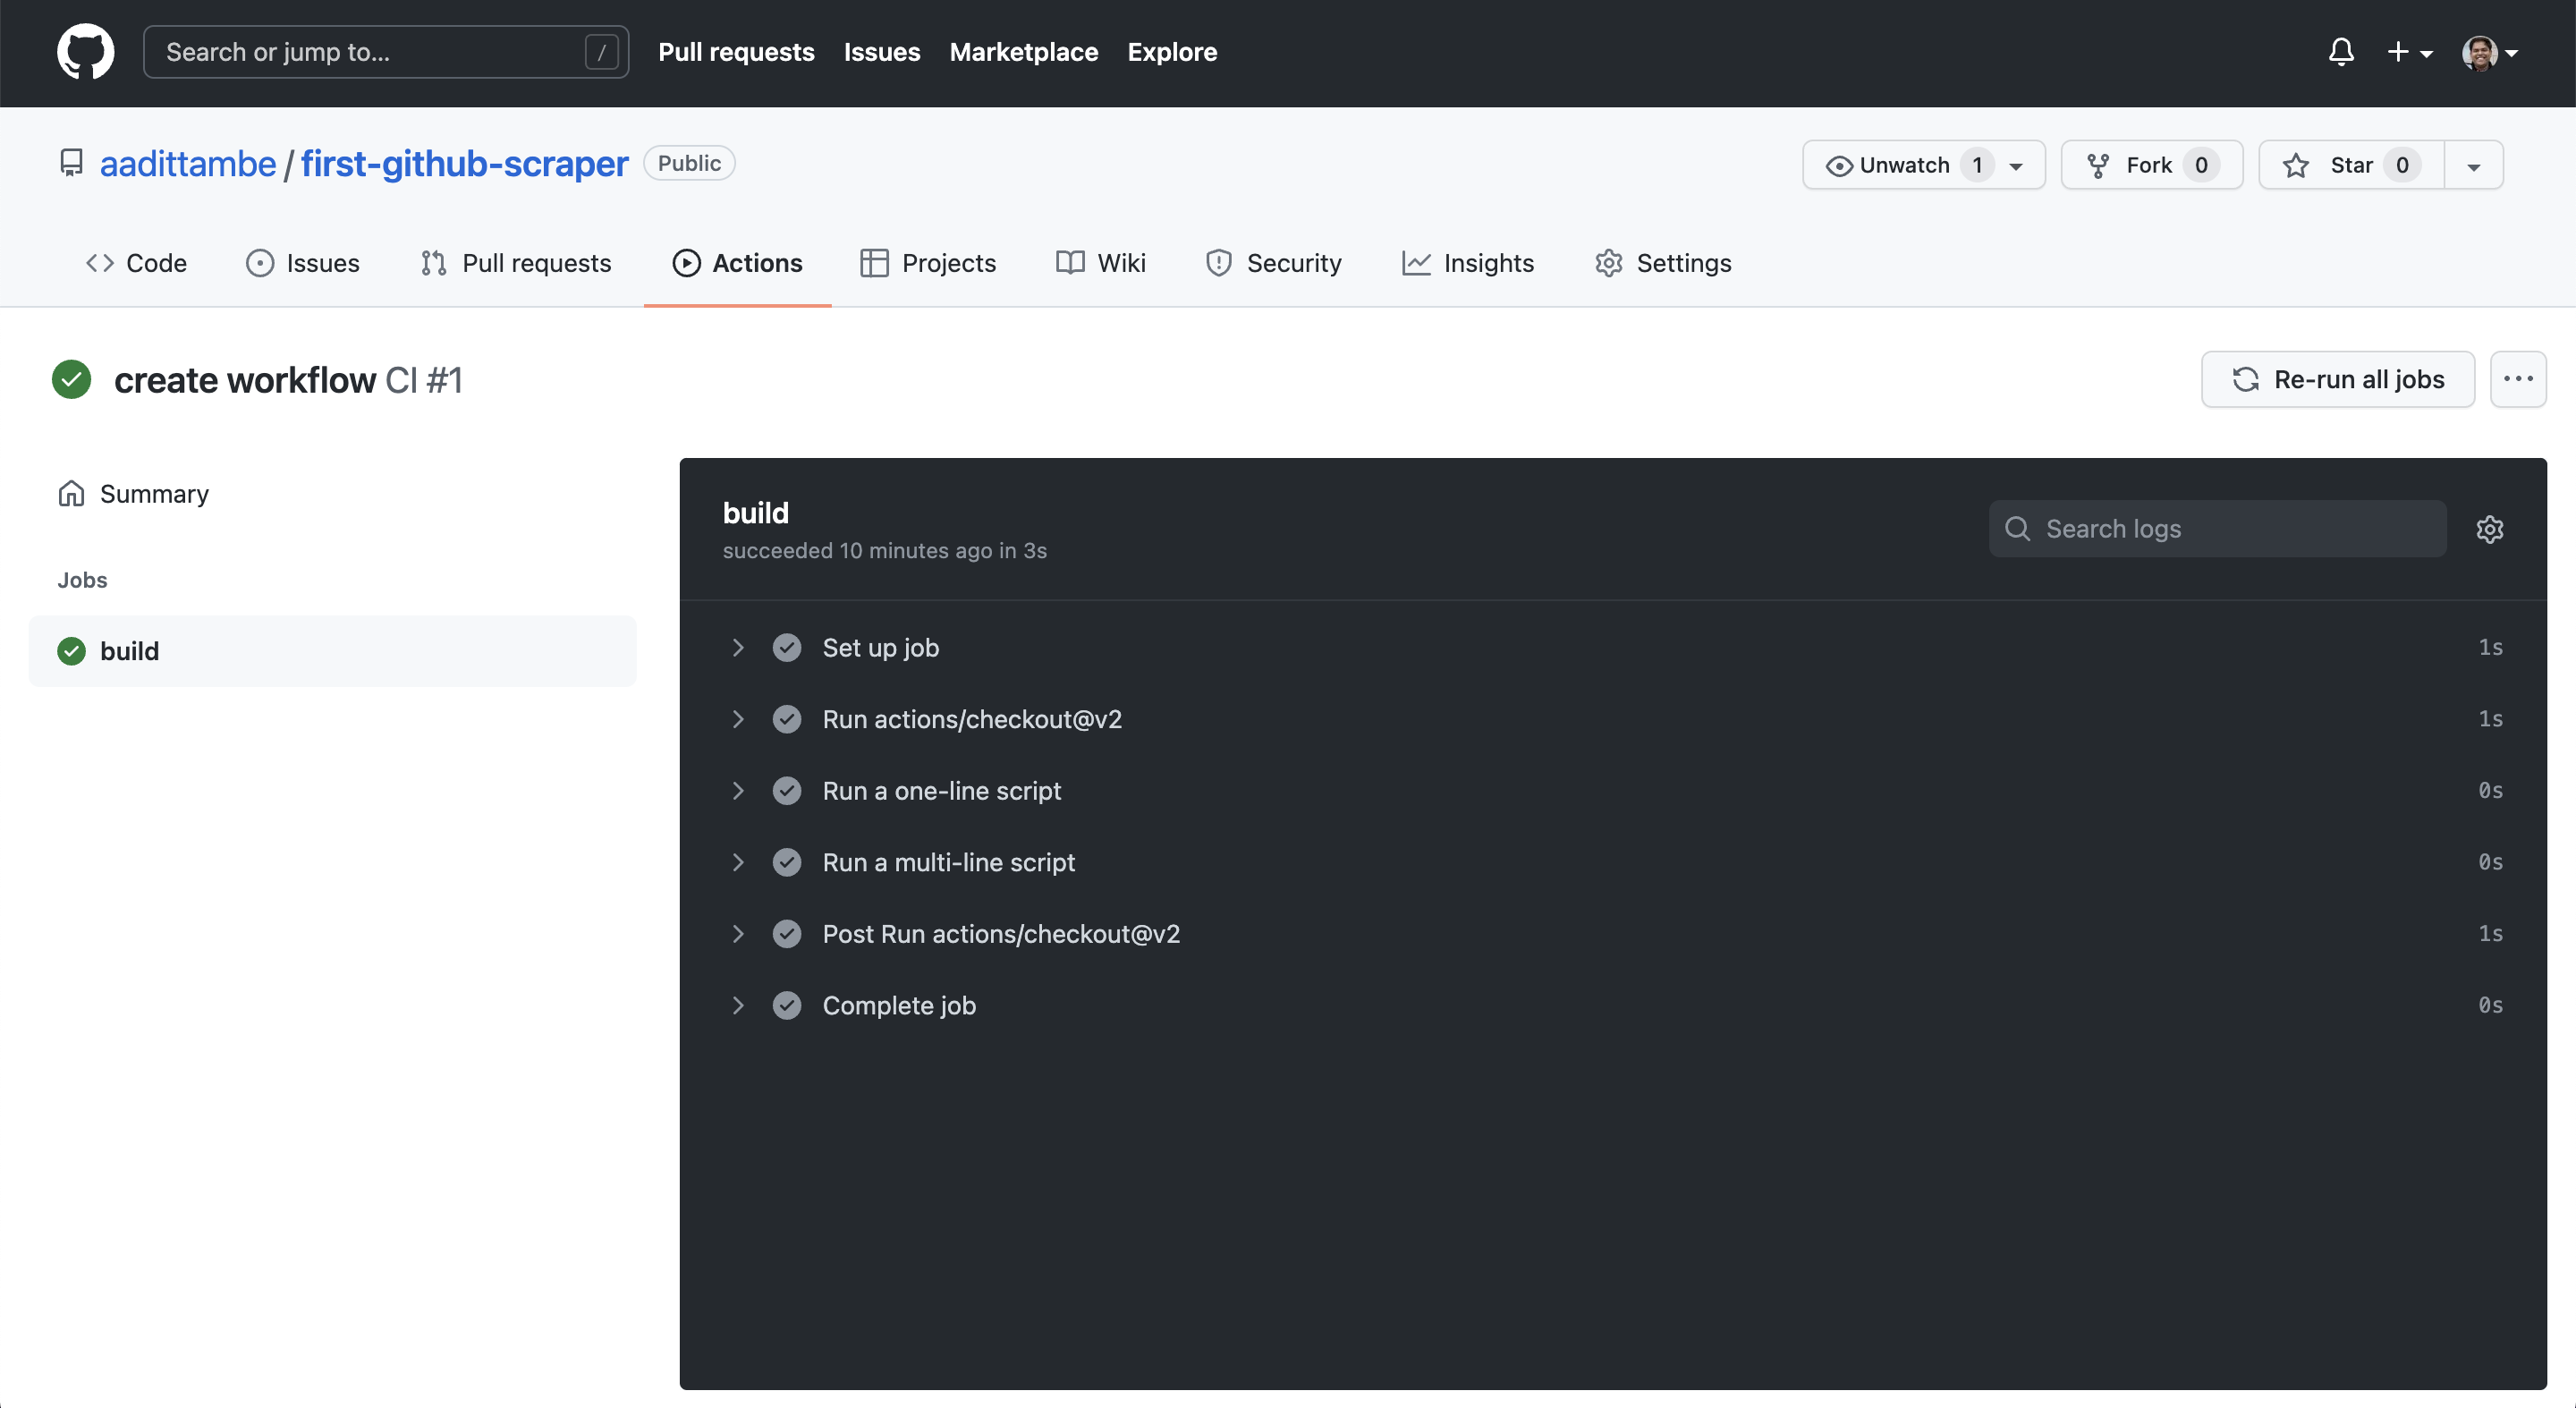 Search or jump to... / Pull requests Issues Marketplace Explore
aadittambe / first-github-scraper Public Unwatch 1 Fork 0 Star 0
Code Issues Pull requests Actions Projects Wiki Security Insights Settings
create workflow CI #1 Re-run all jobs
Summary
Jobs
build
build
succeeded 10 minutes ago in 3s
Search logs
Set up job 1s
Run actions/checkout@v2 1s
Run a one-line script 0s
Run a multi-line script 0s
Post Run actions/checkout@v2 1s
Complete job 0s